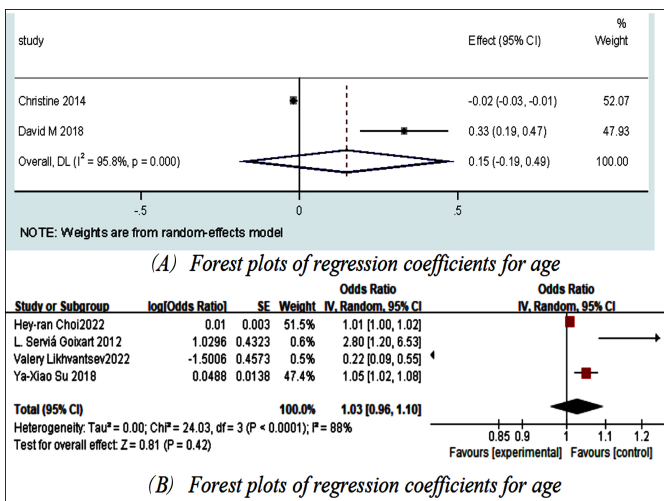 %
study Effect (95% CI) Weight
Christine 2014 -0.02 (-0.03, -0.01) 52.07
David M 2018 0.33 (0.19, 0.47) 47.93
Overall, DL (I² = 95.8%, p = 0.000) 0.15 (-0.19, 0.49) 100.00
-.5 0 .5
NOTE: Weights are from random-effects model
(A) Forest plots of regression coefficients for age
Odds Ratio Odds Ratio
Study or Subgroup log[Odds Ratio] SE Weight IV, Random, 95% CI IV, Random, 95% CI
Hey-ran Choi2022 0.01 0.003 51.5% 1.01 [1.00, 1.02]
L. Serviá Goixart 2012 1.0296 0.4323 0.6% 2.80 [1.20, 6.53]
Valery Likhvantsev2022 -1.5006 0.4573 0.5% 0.22 [0.09, 0.55]
Ya-Xiao Su 2018 0.0488 0.0138 47.4% 1.05 [1.02, 1.08]
Total (95% CI) 100.0% 1.03 [0.96, 1.10]
Heterogeneity: Tau² = 0.00; Chi² = 24.03, df = 3 (P < 0.0001); I² = 88%
Test for overall effect: Z = 0.81 (P = 0.42)
0.85 0.9 1 1.1 1.2
Favours [experimental] Favours [control]
(B) Forest plots of regression coefficients for age